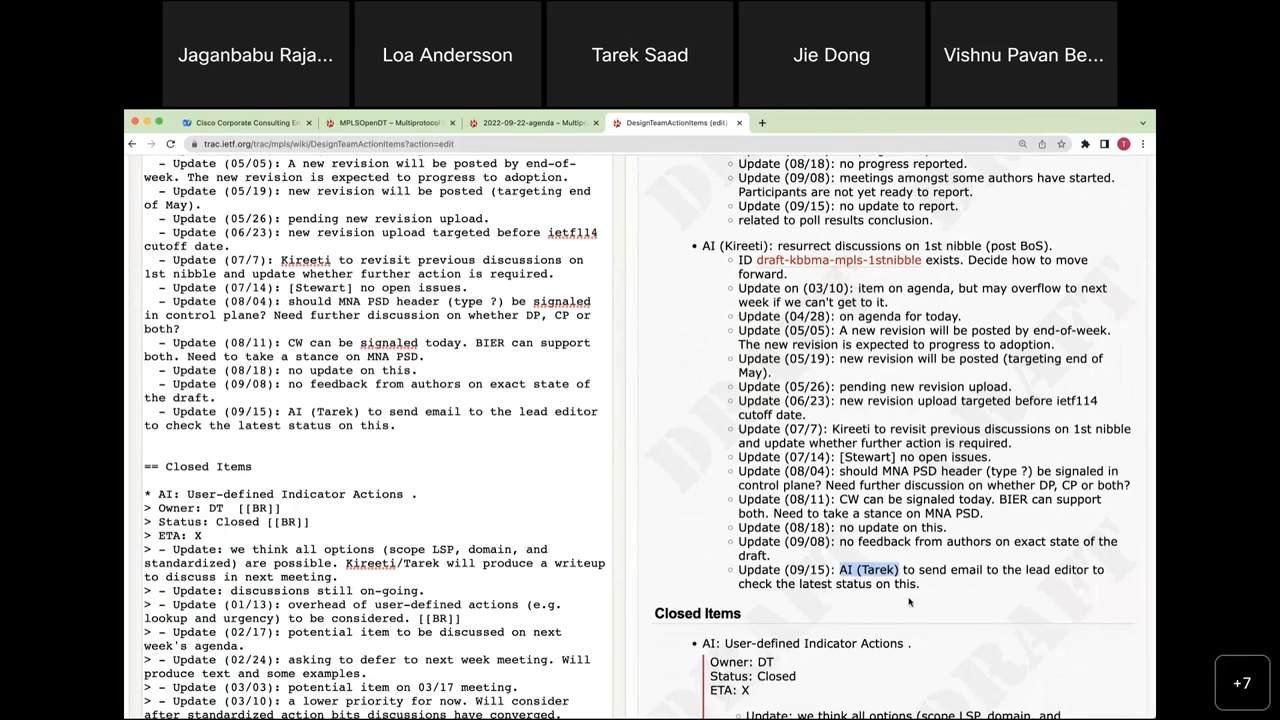 Jaganbabu Raja...
Loa Andersson
Tarek Saad
Jie Dong
Vishnu Pavan Be...
Cisco Corporate Consulting En
MPLSOpenDT – Multiprotocol
2022-09-22-agenda – Multipr
DesignTeamActionItems (edit)
trac.ietf.org/trac/mpls/wiki/DesignTeamActionItems?action=edit
T
- Update (05/05): A new revision will be posted by end-of-
week. The new revision is expected to progress to adoption.
- Update (05/19): new revision will be posted (targeting end
of May).
- Update (05/26): pending new revision upload.
- Update (06/23): new revision upload targeted before ietf114
cutoff date.
- Update (07/7): Kireeti to revisit previous discussions on
1st nibble and update whether further action is required.
- Update (07/14): [Stewart] no open issues.
- Update (08/04): should MNA PSD header (type ?) be signaled
in control plane? Need further discussion on whether DP, CP or
both?
- Update (08/11): CW can be signaled today. BIER can support
both. Need to take a stance on MNA PSD.
- Update (08/18): no update on this.
- Update (09/08): no feedback from authors on exact state of
the draft.
- Update (09/15): AI (Tarek) to send email to the lead editor
to check the latest status on this.
== Closed Items
* AI: User-defined Indicator Actions .
> Owner: DT [[BR]]
> Status: Closed [[BR]]
> ETA: X
> - Update: we think all options (scope LSP, domain, and
standardized) are possible. Kireeti/Tarek will produce a writeup
to discuss in next meeting.
> - Update: discussions still on-going.
> - Update (01/13): overhead of user-defined actions (e.g.
lookup and urgency) to be considered. [[BR]]
> - Update (02/17): potential item to be discussed on next
week's agenda.
> - Update (02/24): asking to defer to next week meeting. Will
produce text and some examples.
> - Update (03/03): potential item on 03/17 meeting.
> - Update (03/10): a lower priority for now. Will consider
after standardized action bits discussions have converged.
Update (08/18): no progress reported.
Update (09/08): meetings amongst some authors have started.
Participants are not yet ready to report.
Update (09/15): no update to report.
related to poll results conclusion.
AI (Kireeti): resurrect discussions on 1st nibble (post BoS).
ID draft-kbbma-mpls-1stnibble exists. Decide how to move
forward.
Update on (03/10): item on agenda, but may overflow to next
week if we can't get to it.
Update (04/28): on agenda for today.
Update (05/05): A new revision will be posted by end-of-week.
The new revision is expected to progress to adoption.
Update (05/19): new revision will be posted (targeting end of
May).
Update (05/26): pending new revision upload.
Update (06/23): new revision upload targeted before ietf114
cutoff date.
Update (07/7): Kireeti to revisit previous discussions on 1st nibble
and update whether further action is required.
Update (07/14): [Stewart] no open issues.
Update (08/04): should MNA PSD header (type ?) be signaled in
control plane? Need further discussion on whether DP, CP or both?
Update (08/11): CW can be signaled today. BIER can support
both. Need to take a stance on MNA PSD.
Update (08/18): no update on this.
Update (09/08): no feedback from authors on exact state of the
draft.
Update (09/15): AI (Tarek) to send email to the lead editor to
check the latest status on this.
Closed Items
AI: User-defined Indicator Actions .
Owner: DT
Status: Closed
ETA: X
Update: we think all options (scope LSP, domain, and
DRAFT
+7